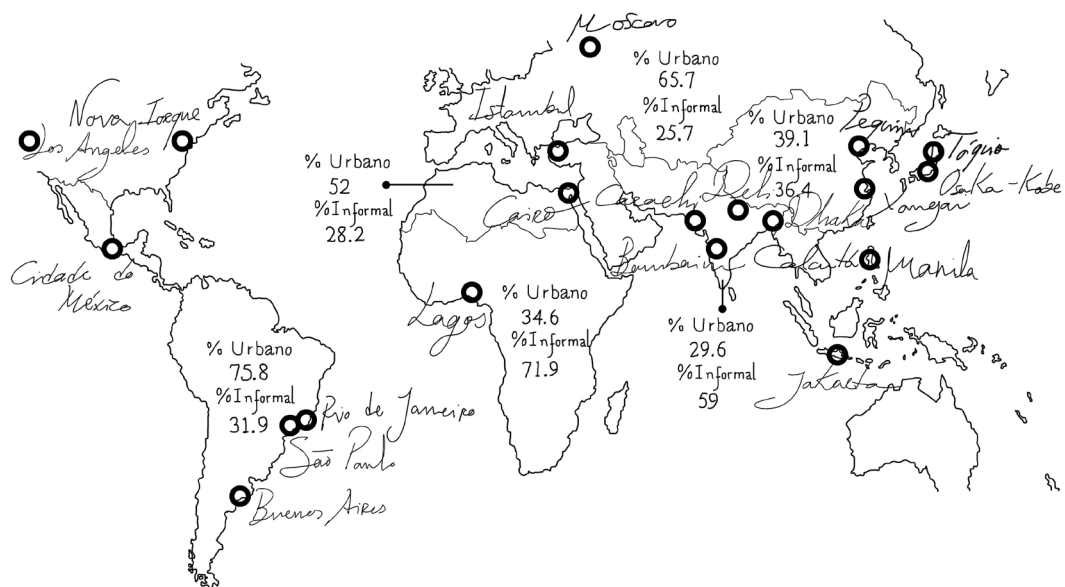 Moscovo
% Urbano
65.7
%Informal
25.7
Nova Iorque
Los Angeles
Istambul
% Urbano
39.1
%Informal
36.4
Pequim
Tóquio
Osaka-Kobe
% Urbano
52
%Informal
28.2
Cairo
Carachi
Deli
Dhaka
Xangai
Bombaim
Calcutá
Manila
Cidade do
México
Lagos
% Urbano
34.6
%Informal
71.9
% Urbano
29.6
%Informal
59
Jakarta
% Urbano
75.8
%Informal
31.9
Rio de Janeiro
São Paulo
Buenos Aires